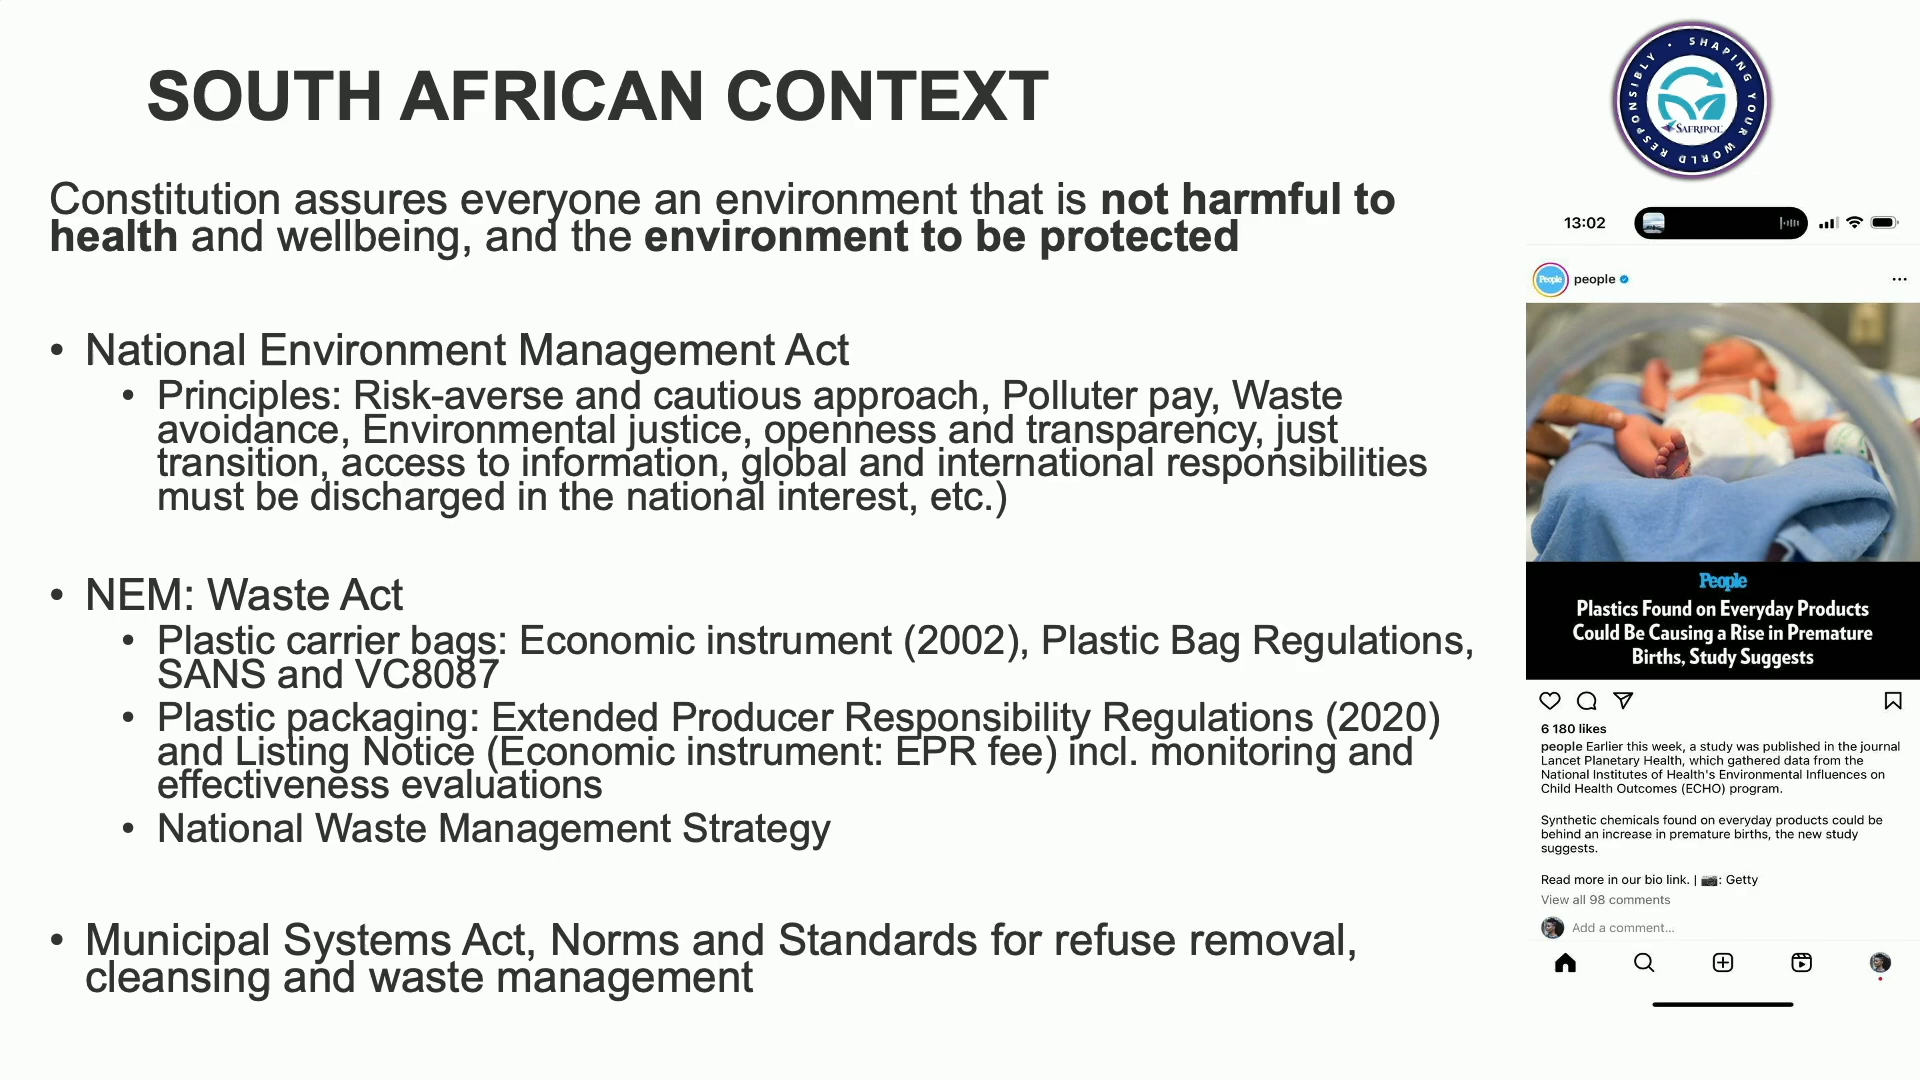 SOUTH AFRICAN CONTEXT
SHAPING YOUR WORLD RESPONSIBLY
SAFRIPOL
Constitution assures everyone an environment that is not harmful to
health and wellbeing, and the environment to be protected
• National Environment Management Act
• Principles: Risk-averse and cautious approach, Polluter pay, Waste
avoidance, Environmental justice, openness and transparency, just
transition, access to information, global and international responsibilities
must be discharged in the national interest, etc.)
• NEM: Waste Act
• Plastic carrier bags: Economic instrument (2002), Plastic Bag Regulations,
SANS and VC8087
• Plastic packaging: Extended Producer Responsibility Regulations (2020)
and Listing Notice (Economic instrument: EPR fee) incl. monitoring and
effectiveness evaluations
• National Waste Management Strategy
• Municipal Systems Act, Norms and Standards for refuse removal,
cleansing and waste management
13:02
People
people
People
Plastics Found on Everyday Products
Could Be Causing a Rise in Premature
Births, Study Suggests
6 180 likes
people Earlier this week, a study was published in the journal
Lancet Planetary Health, which gathered data from the
National Institutes of Health's Environmental Influences on
Child Health Outcomes (ECHO) program.
Synthetic chemicals found on everyday products could be
behind an increase in premature births, the new study
suggests.
Read more in our bio link. | 📷: Getty
View all 98 comments
Add a comment...